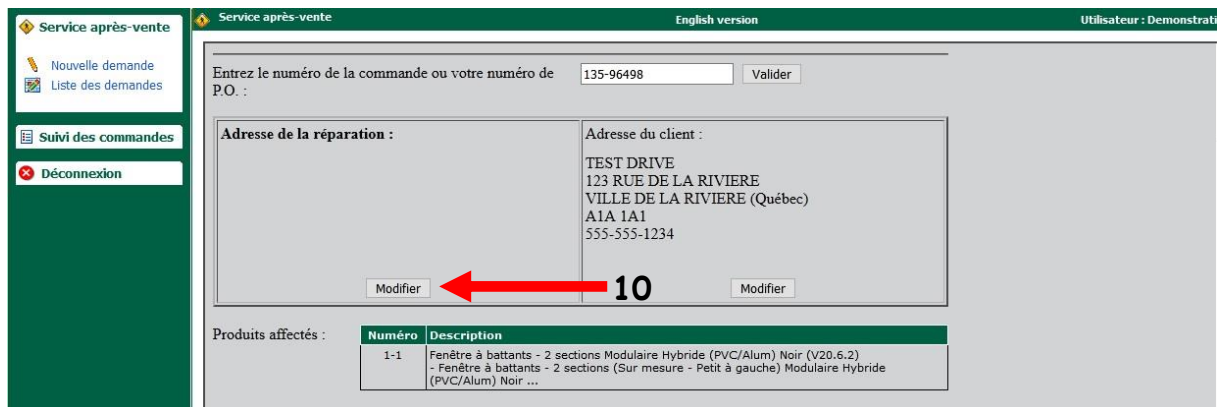 Service après-vente
Nouvelle demande
Liste des demandes
Suivi des commandes
Déconnexion
Service après-vente
English version
Utilisateur : Demonstrati
Entrez le numéro de la commande ou votre numéro de
P.O. :
135-96498
Valider
Adresse de la réparation :
Modifier
Adresse du client :
TEST DRIVE
123 RUE DE LA RIVIERE
VILLE DE LA RIVIERE (Québec)
A1A 1A1
555-555-1234
10
Modifier
Produits affectés :
Numéro Description
1-1 Fenêtre à battants - 2 sections Modulaire Hybride (PVC/Alum) Noir (V20.6.2)
- Fenêtre à battants - 2 sections (Sur mesure - Petit à gauche) Modulaire Hybride
(PVC/Alum) Noir ...